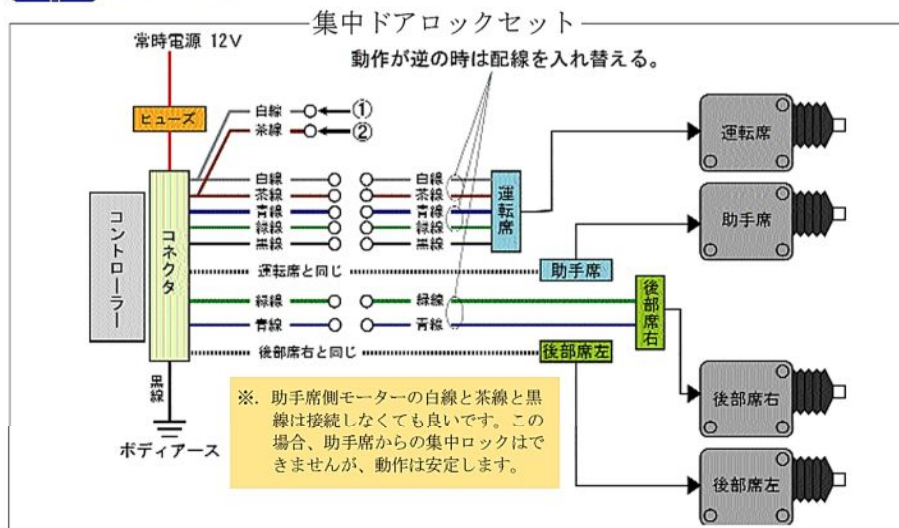 集中ドアロックセット
常時電源 12V
動作が逆の時は配線を入れ替える。
ヒューズ
白線 ①
茶線 ②
コントローラー
コネクタ
白線 白線
茶線 茶線
青線 青線
緑線 緑線
黒線 黒線
運転席
運転席
助手席
運転席と同じ
助手席
緑線 緑線
青線 青線
後部席右
後部席右と同じ
後部席左
後部席右
後部席左
黒線
ボディアース
※. 助手席側モーターの白線と茶線と黒
線は接続しなくても良いです。この
場合、助手席からの集中ロックはで
きませんが、動作は安定します。